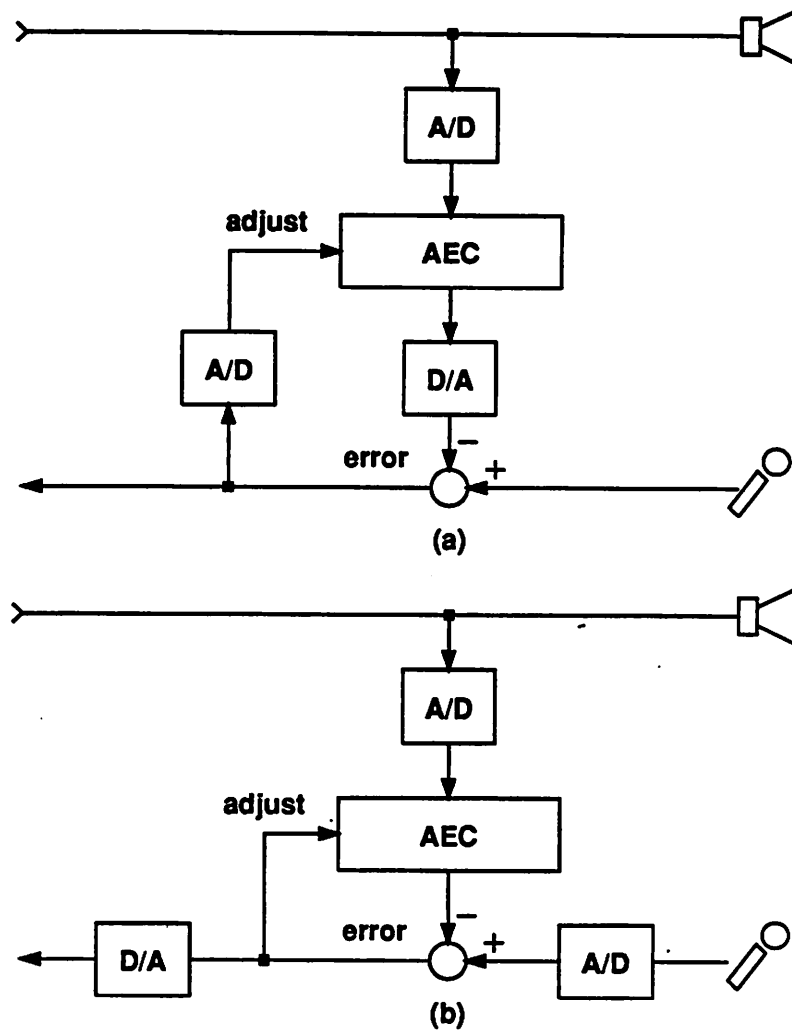 A/D
adjust
AEC
A/D
D/A
−
error
+
(a)
A/D
adjust
AEC
−
error
+
D/A
A/D
(b)